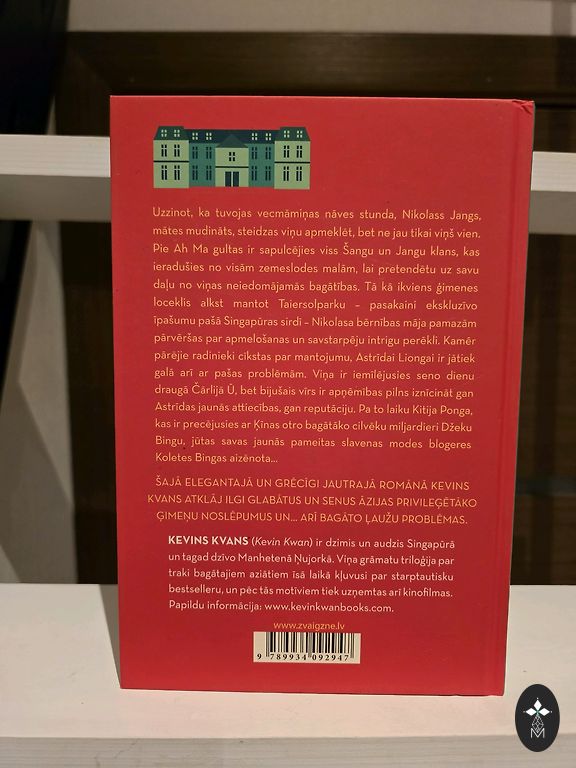 Uzzinot, ka tuvojas vecmāmiņas nāves stunda, Nikolass Jangs,
mātes mudināts, steidzas viņu apmeklēt, bet ne jau tikai viņš vien.
Pie Ah Ma gultas ir sapulcējies viss Šangu un Jangu klans, kas
ieradušies no visām zemeslodes malām, lai pretendētu uz savu
daļu no viņas neiedomājamās bagātības. Tā kā ikviens ģimenes
loceklis alkst mantot Taiersolparku – pasakaini ekskluzīvo
īpašumu pašā Singapūras sirdī – Nikolasa bērnības māja pamazām
pārvēršas par apmelošanas un savstarpēju intrigu perēkli. Kamēr
pārējie radinieki cīkstas par mantojumu, Astrīdai Liongai ir jātiek
galā arī ar pašas problēmām. Viņa ir iemīlējusies seno dienu
draugā Čārlijā Ū, bet bijušais vīrs ir apņēmības pilns iznīcināt gan
Astrīdas jaunās attiecības, gan reputāciju. Pa to laiku Kitija Ponga,
kas ir precējusies ar Ķīnas otro bagātāko cilvēku miljardieri Džeku
Bingu, jūtas savas jaunās pameitas slavenas modes blogeres
Koletes Bingas aizēnota...
ŠAJĀ ELEGANTAJĀ UN GRĒCĪGI JAUTRAJĀ ROMĀNĀ KEVINS
KVANS ATKLĀJ ILGI GLABĀTUS UN SENUS ĀZIJAS PRIVILEĢĒTĀKO
ĢIMEŅU NOSLĒPUMUS UN... ARĪ BAGĀTO ĻAUŽU PROBLĒMAS.
KEVINS KVANS (Kevin Kwan) ir dzimis un audzis Singapūrā
un tagad dzīvo Manhetenā Ņujorkā. Viņa grāmatu triloģija par
traki bagātajiem aziātiem īsā laikā kļuvusi par starptautisku
bestselleru, un pēc tās motīviem tiek uzņemtas arī kinofilmas.
Papildu informācija: www.kevinkwanbooks.com.
www.zvaigzne.lv
9 789934 092947
M